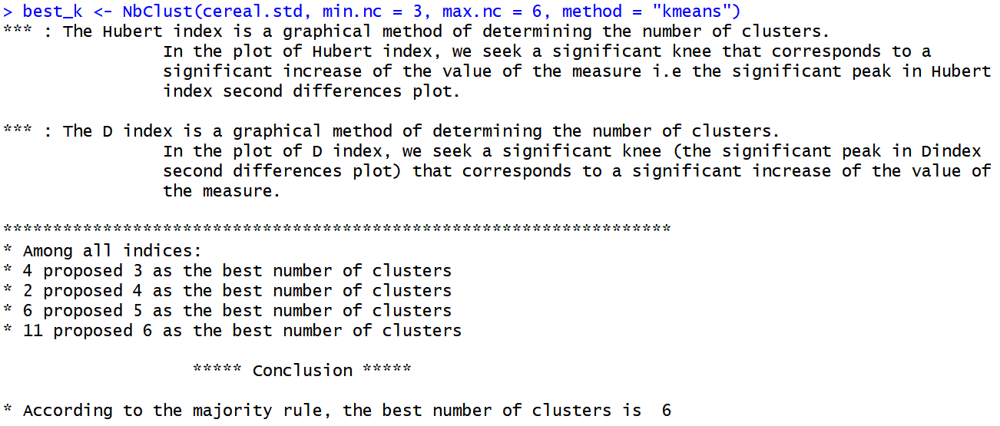 > best_k <- NbClust(cereal.std, min.nc = 3, max.nc = 6, method = "kmeans")
*** : The Hubert index is a graphical method of determining the number of clusters.
In the plot of Hubert index, we seek a significant knee that corresponds to a
significant increase of the value of the measure i.e the significant peak in Hubert
index second differences plot.
*** : The D index is a graphical method of determining the number of clusters.
In the plot of D index, we seek a significant knee (the significant peak in Dindex
second differences plot) that corresponds to a significant increase of the value of
the measure.
*******************************************************************
* Among all indices:
* 4 proposed 3 as the best number of clusters
* 2 proposed 4 as the best number of clusters
* 6 proposed 5 as the best number of clusters
* 11 proposed 6 as the best number of clusters
***** Conclusion *****
* According to the majority rule, the best number of clusters is  6